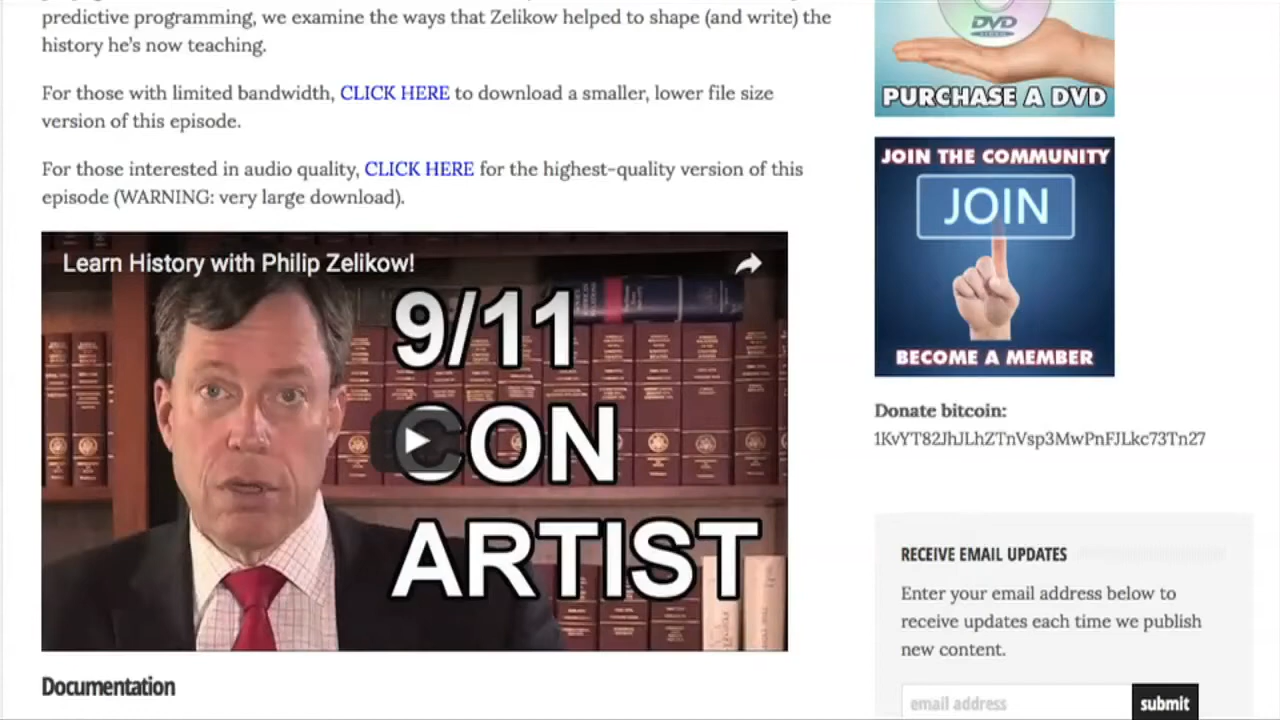 predictive programming, we examine the ways that Zelikow helped to shape (and write) the
history he's now teaching.
For those with limited bandwidth, CLICK HERE to download a smaller, lower file size
version of this episode.
For those interested in audio quality, CLICK HERE for the highest-quality version of this
episode (WARNING: very large download).
Learn History with Philip Zelikow!
9/11
CON
ARTIST
Documentation
DVD
PURCHASE A DVD
JOIN THE COMMUNITY
JOIN
BECOME A MEMBER
Donate bitcoin:
1KvYT82JhJLhZTnVsp3MwPnFJLkc73Tn27
RECEIVE EMAIL UPDATES
Enter your email address below to
receive updates each time we publish
new content.
email address
submit